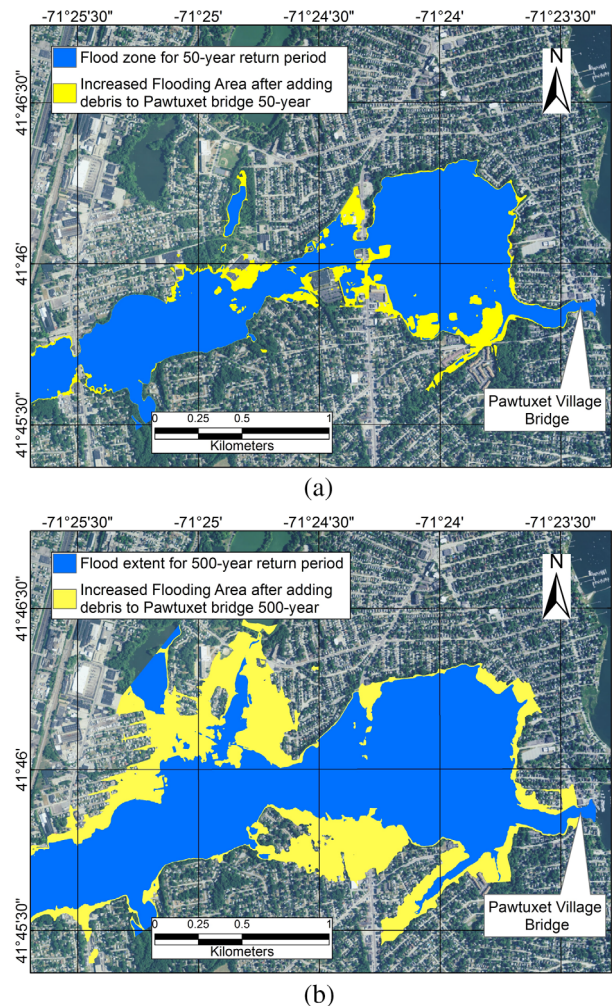 -71°25'30" -71°25' -71°24'30" -71°24' -71°23'30"
Flood zone for 50-year return period
Increased Flooding Area after adding
debris to Pawtuxet bridge 50-year
N
41°46'30"
41°46'
41°45'30"
Pawtuxet Village
Bridge
0 0.25 0.5 1
Kilometers
(a)
-71°25'30" -71°25' -71°24'30" -71°24' -71°23'30"
Flood extent for 500-year return period
Increased Flooding Area after adding
debris to Pawtuxet bridge 500-year
N
41°46'30"
41°46'
41°45'30"
Pawtuxet Village
Bridge
0 0.25 0.5 1
Kilometers
(b)